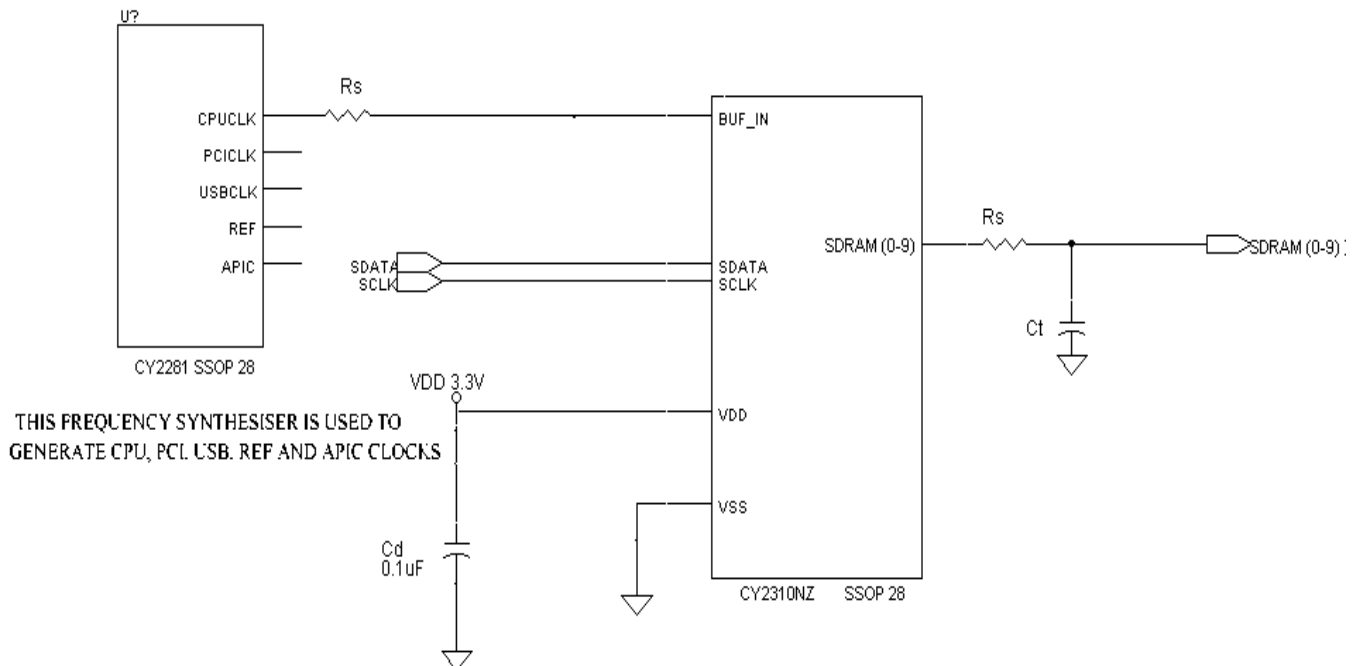 U?
Rs
CPUCLK
BUF_IN
PCICLK
USBCLK
REF
Rs
SDRAM (0-9)
SDRAM (0-9)
APIC
SDATA
SDATA
SCLK
SCLK
Ct
CY2281 SSOP 28
VDD 3.3V
THIS FREQUENCY SYNTHESISER IS USED TO
VDD
GENERATE CPU, PCI. USB. REF AND APIC CLOCKS
VSS
Cd
0.1uF
CY2310NZ SSOP 28